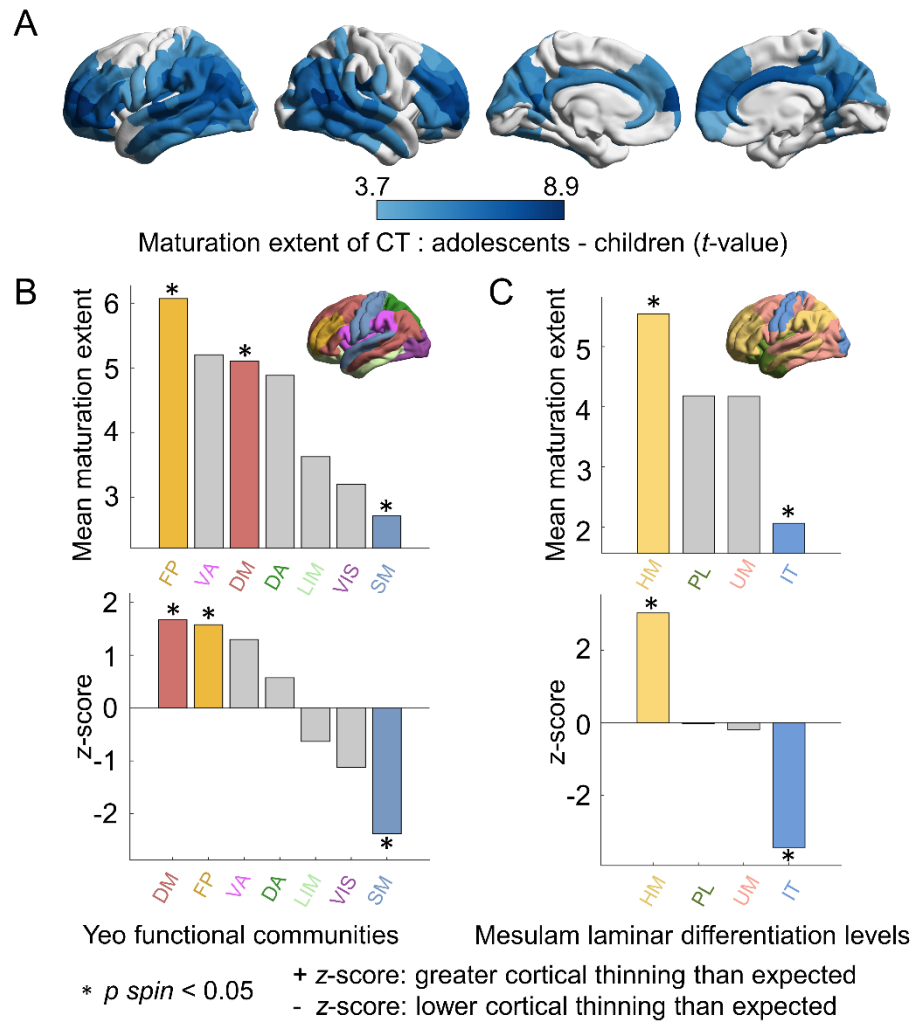 A
3.7 8.9
Maturation extent of CT : adolescents - children (t-value)
B
Mean maturation extent
6
5
4
3
*
*
*
FP VA DM DA LIM VIS SM
z-score
2
1
0
-1
-2
* *
*
DM FP VA DA LIM VIS SM
Yeo functional communities
C
Mean maturation extent
5
4
3
2
*
*
HM PL UM IT
z-score
2
0
-2
*
*
HM PL UM IT
Mesulam laminar differentiation levels
* p spin < 0.05
+ z-score: greater cortical thinning than expected
- z-score: lower cortical thinning than expected